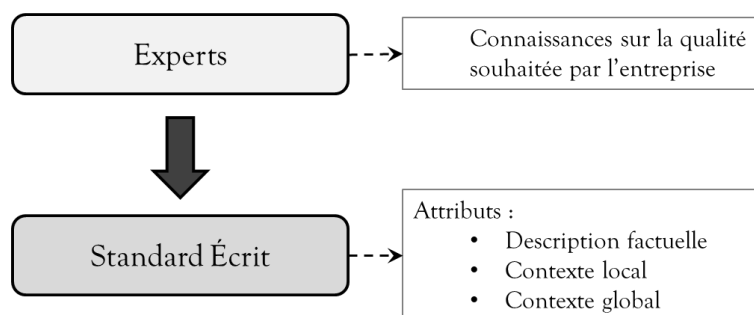 Experts
Connaissances sur la qualité
souhaitée par l'entreprise
Standard Écrit
Attributs :
• Description factuelle
• Contexte local
• Contexte global